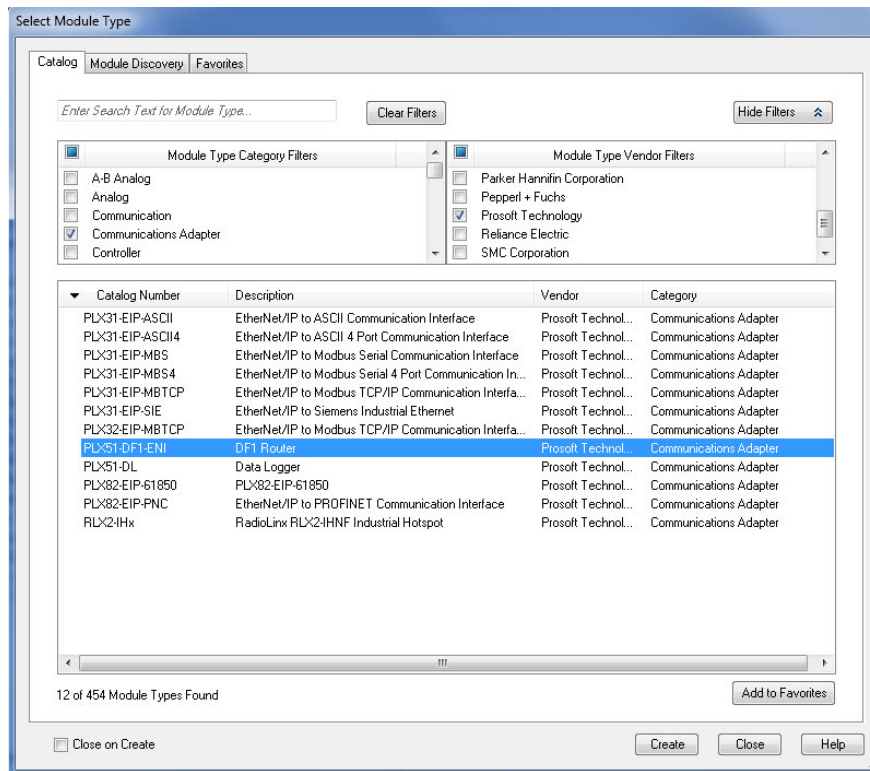 Select Module Type
Catalog Module Discovery Favorites
Enter Search Text for Module Type... Clear Filters Hide Filters
Module Type Category Filters Module Type Vendor Filters
A-B Analog Parker Hannifin Corporation
Analog Pepperl + Fuchs
Communication Prosoft Technology
Communications Adapter Reliance Electric
Controller SMC Corporation
Catalog Number Description Vendor Category
PLX31-EIP-ASCII EtherNet/IP to ASCII Communication Interface Prosoft Technol... Communications Adapter
PLX31-EIP-ASCII4 EtherNet/IP to ASCII 4 Port Communication Interface Prosoft Technol... Communications Adapter
PLX31-EIP-MBS EtherNet/IP to Modbus Serial Communication Interface Prosoft Technol... Communications Adapter
PLX31-EIP-MBS4 EtherNet/IP to Modbus Serial 4 Port Communication In... Prosoft Technol... Communications Adapter
PLX31-EIP-MBTCP EtherNet/IP to Modbus TCP/IP Communication Interfa... Prosoft Technol... Communications Adapter
PLX31-EIP-SIE EtherNet/IP to Siemens Industrial Ethernet Prosoft Technol... Communications Adapter
PLX32-EIP-MBTCP EtherNet/IP to Modbus TCP/IP Communication Interfa... Prosoft Technol... Communications Adapter
PLX51-DF1-ENI DF1 Router Prosoft Technol... Communications Adapter
PLX51-DL Data Logger Prosoft Technol... Communications Adapter
PLX82-EIP-61850 PLX82-EIP-61850 Prosoft Technol... Communications Adapter
PLX82-EIP-PNC EtherNet/IP to PROFINET Communication Interface Prosoft Technol... Communications Adapter
RLX2-IHx RadioLinx RLX2-IHNF Industrial Hotspot Prosoft Technol... Communications Adapter
12 of 454 Module Types Found Add to Favorites
Close on Create Create Close Help